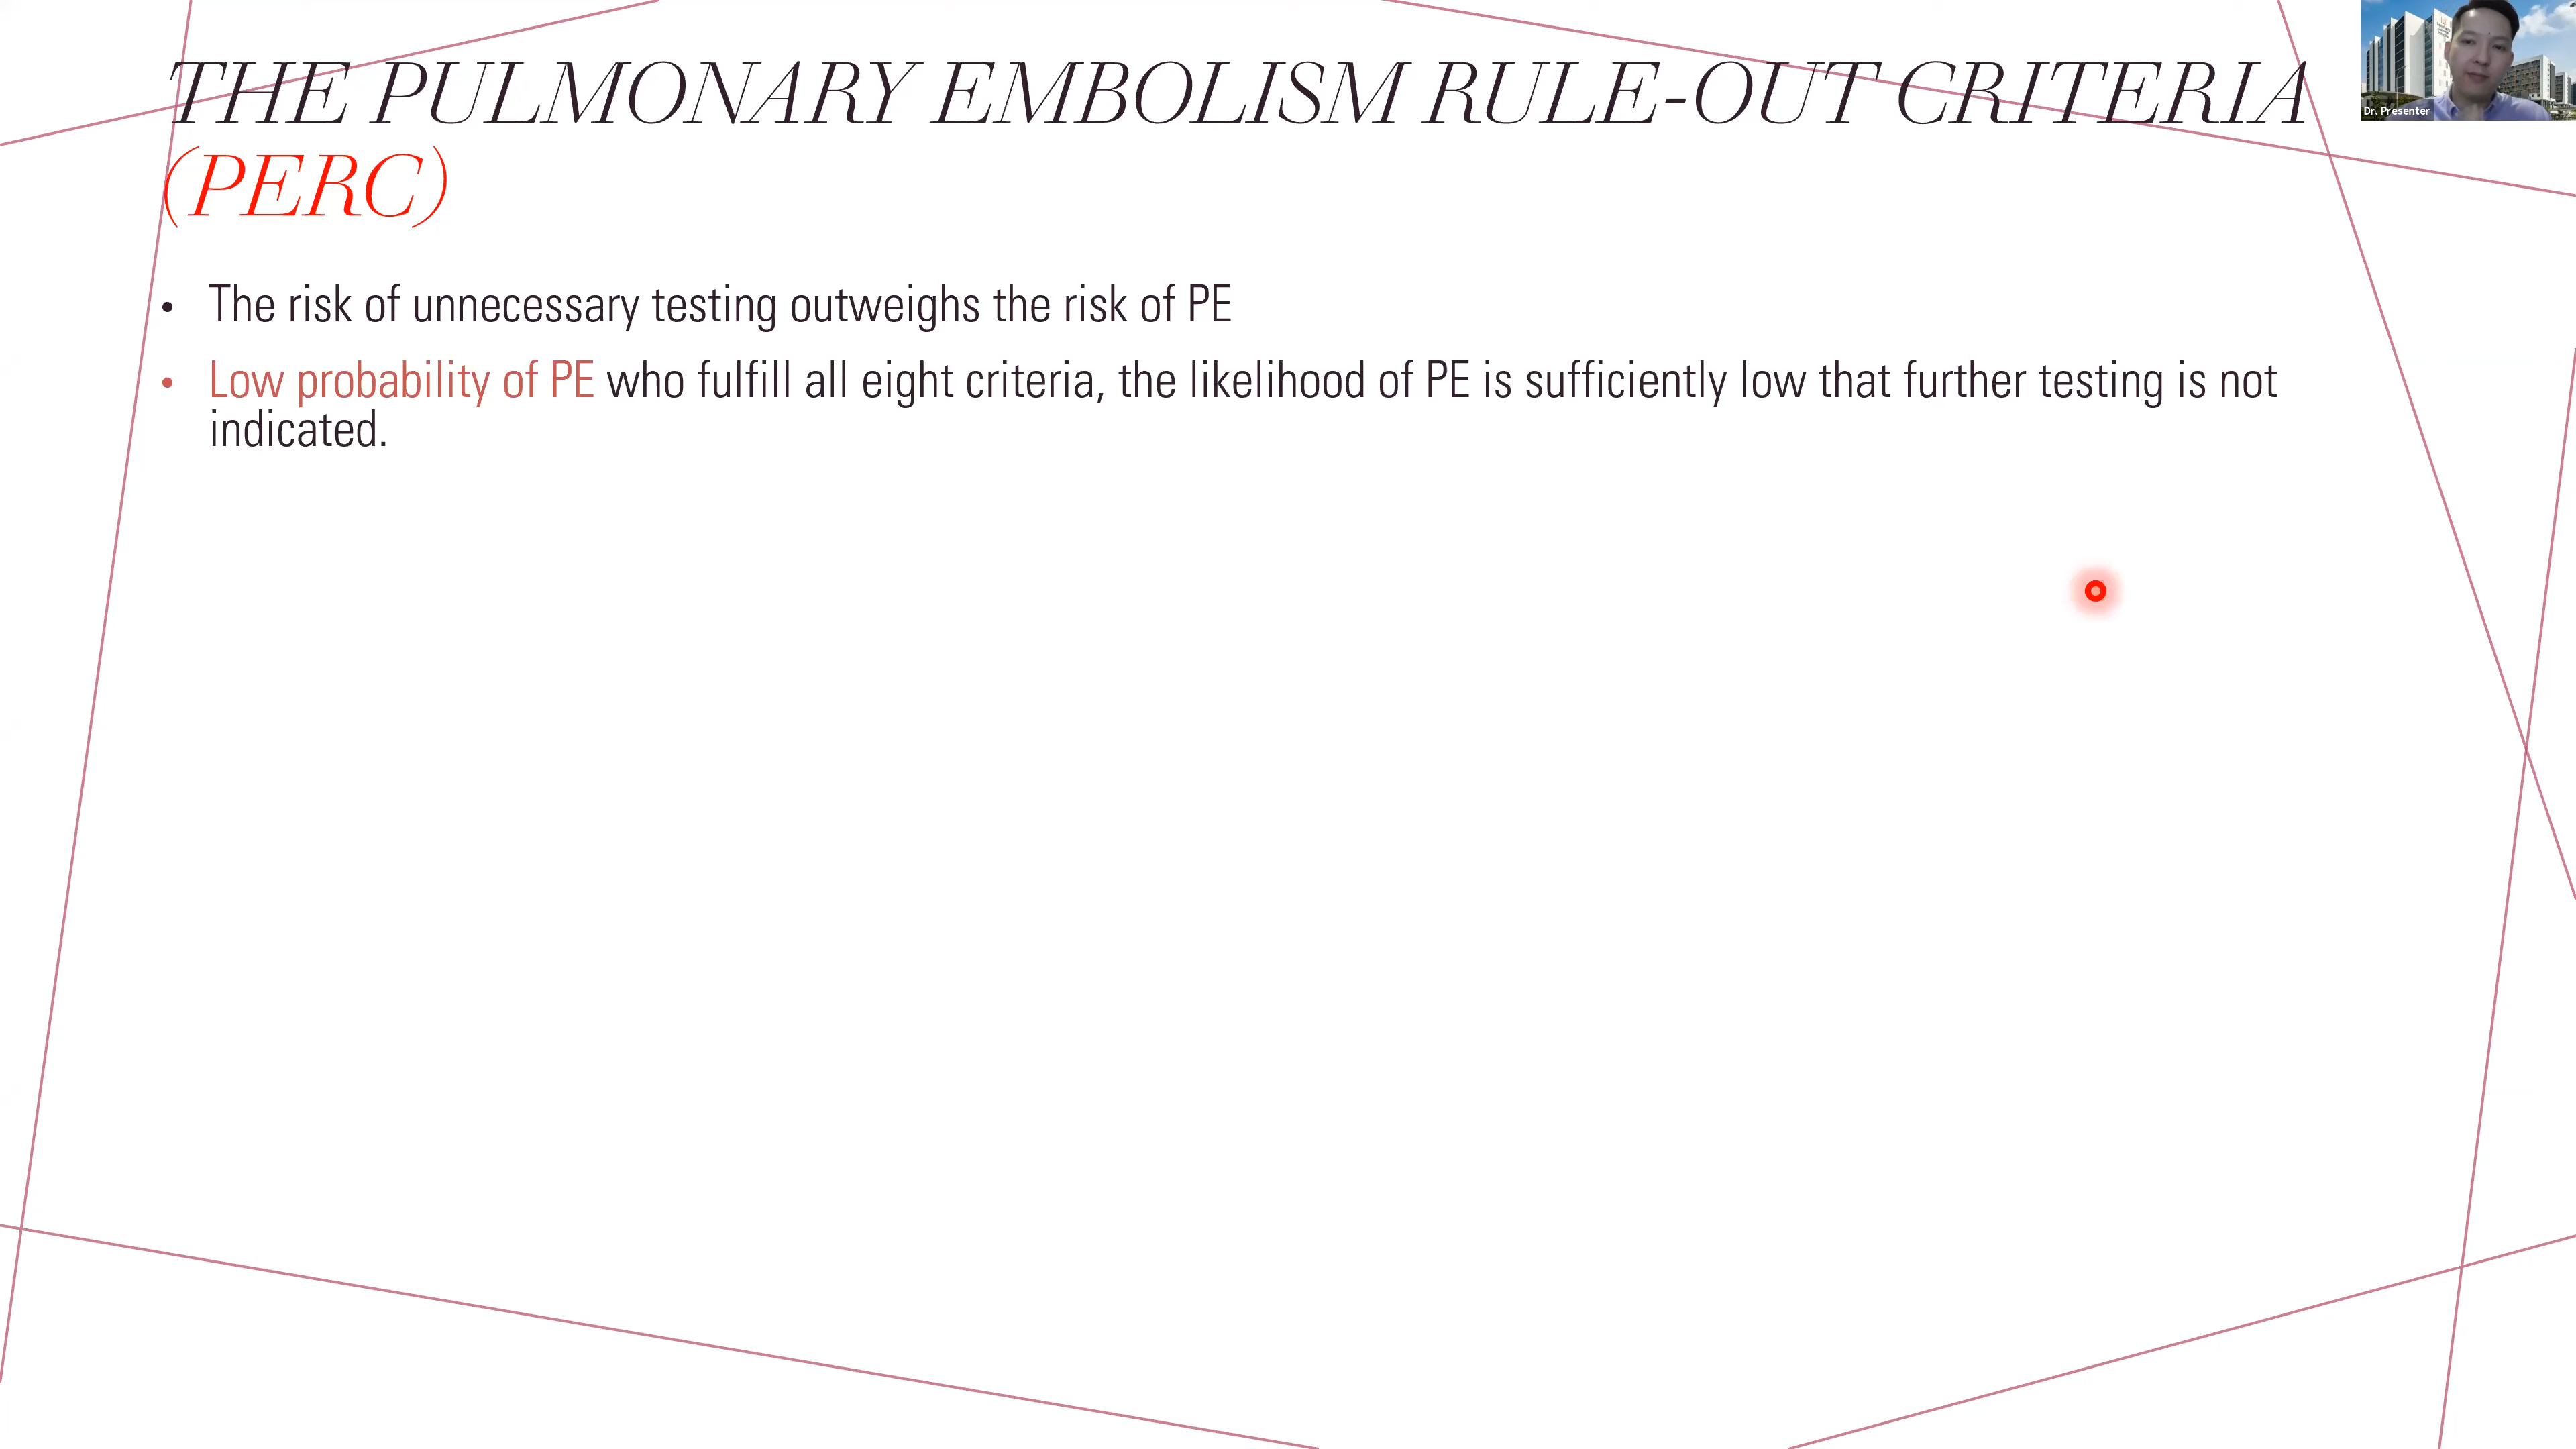 THE PULMONARY EMBOLISM RULE-OUT CRITERIA
(PERC)
Dr. Presenter
• The risk of unnecessary testing outweighs the risk of PE
• Low probability of PE who fulfill all eight criteria, the likelihood of PE is sufficiently low that further testing is not
indicated.